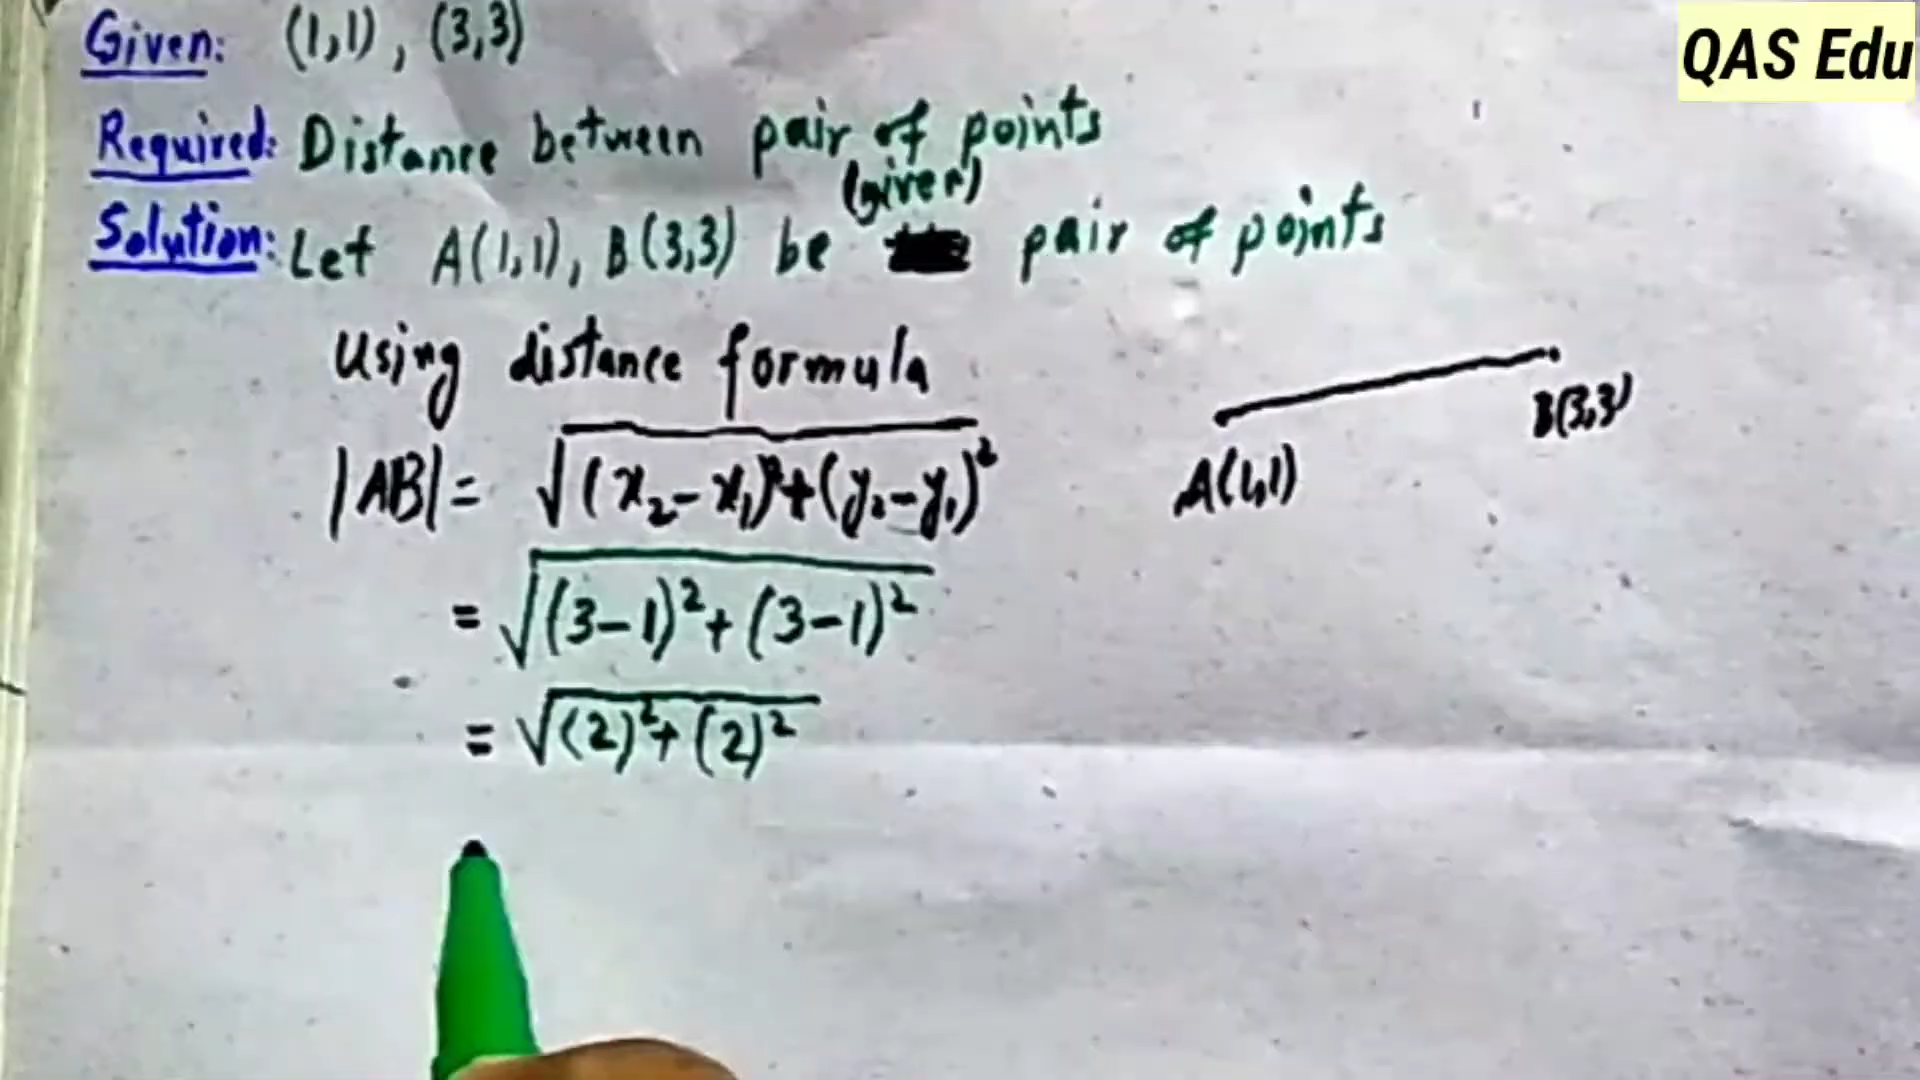 QAS Edu
Given: (1,1), (3,3)
Required: Distance between pair of points
(given)
Solution: Let A(1,1), B(3,3) be pair of points
Using distance formula
|AB| = √(x₂-x₁)²+(y₂-y₁)²
= √(3-1)²+(3-1)²
= √(2)²+(2)²
A(1,1)
B(3,3)